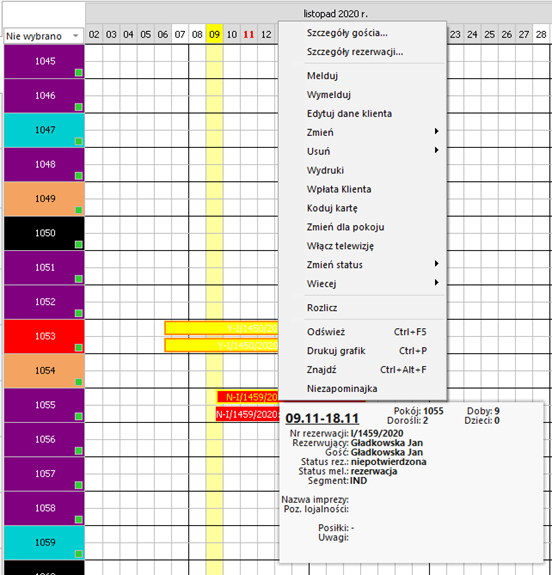 listopad 2020 r.
Nie wybrano 02 03 04 05 06 07 08 09 10 11 12 23 24 25 26 27 28
Szczegóły gościa...
Szczegóły rezerwacji...
Melduj
Wymelduj
Edytuj dane klienta
Zmień
Usuń
Wydruki
Wpłata Klienta
Koduj kartę
Zmień dla pokoju
Włącz telewizję
Zmień status
Wiecej
Rozlicz
Odśwież Ctrl+F5
Drukuj grafik Ctrl+P
Znajdź Ctrl+Alt+F
Niezapominajka
1045
1046
1047
1048
1049
1050
1051
1052
1053
Y-I/1450/20
Y-I/1450/2020
1054
1055
N-I/1459/20
N-I/1459/2020
1056
1057
1058
1059
1060
09.11-18.11 Pokój: 1055 Doby: 9
Dorośli: 2 Dzieci: 0
Nr rezerwacji: I/1459/2020
Rezerwujący: Gładkowska Jan
Gość: Gładkowska Jan
Status rez.: niepotwierdzona
Status mel.: rezerwacja
Segment: IND
Nazwa imprezy:
Poz. lojalności:
Posiłki: -
Uwagi: